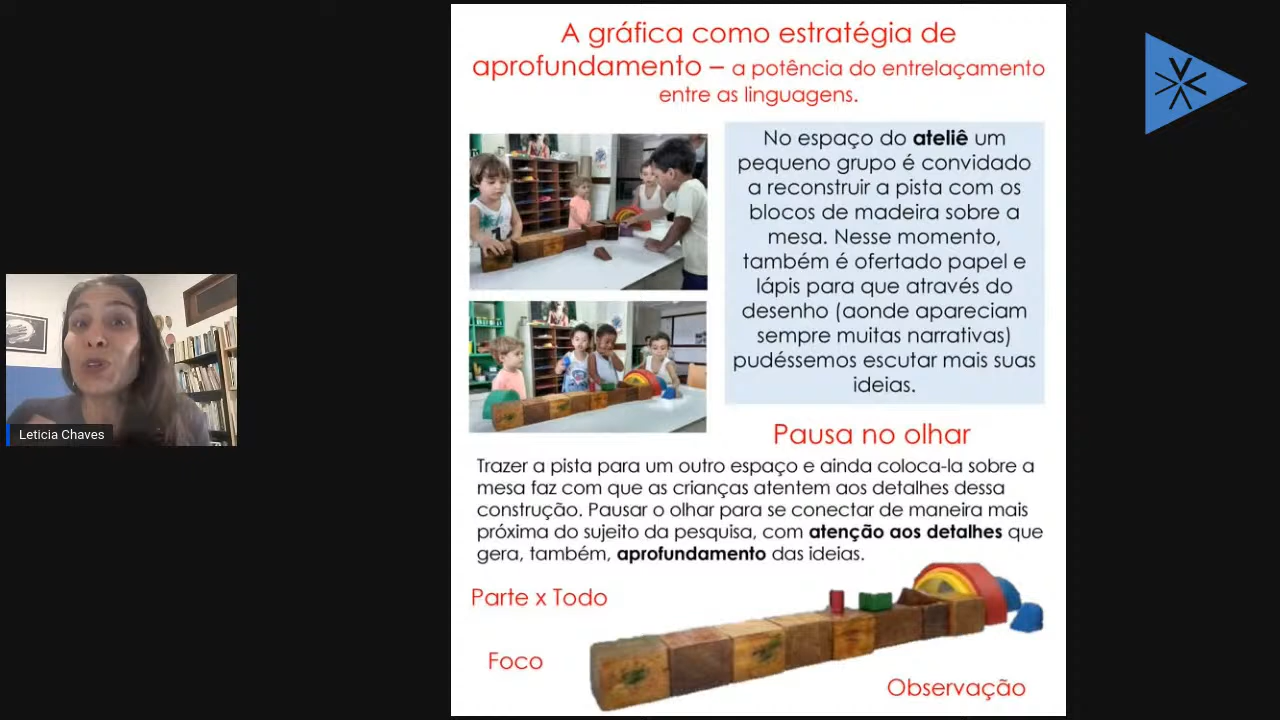 A gráfica como estratégia de
aprofundamento – a potência do entrelaçamento
entre as linguagens.
No espaço do ateliê um
pequeno grupo é convidado
a reconstruir a pista com os
blocos de madeira sobre a
mesa. Nesse momento,
também é ofertado papel e
lápis para que através do
desenho (aonde apareciam
sempre muitas narrativas)
pudéssemos escutar mais suas
ideias.
Pausa no olhar
Trazer a pista para um outro espaço e ainda coloca-la sobre a
mesa faz com que as crianças atentem aos detalhes dessa
construção. Pausar o olhar para se conectar de maneira mais
próxima do sujeito da pesquisa, com atenção aos detalhes que
gera, também, aprofundamento das ideias.
Parte x Todo
Foco
Observação
Leticia Chaves